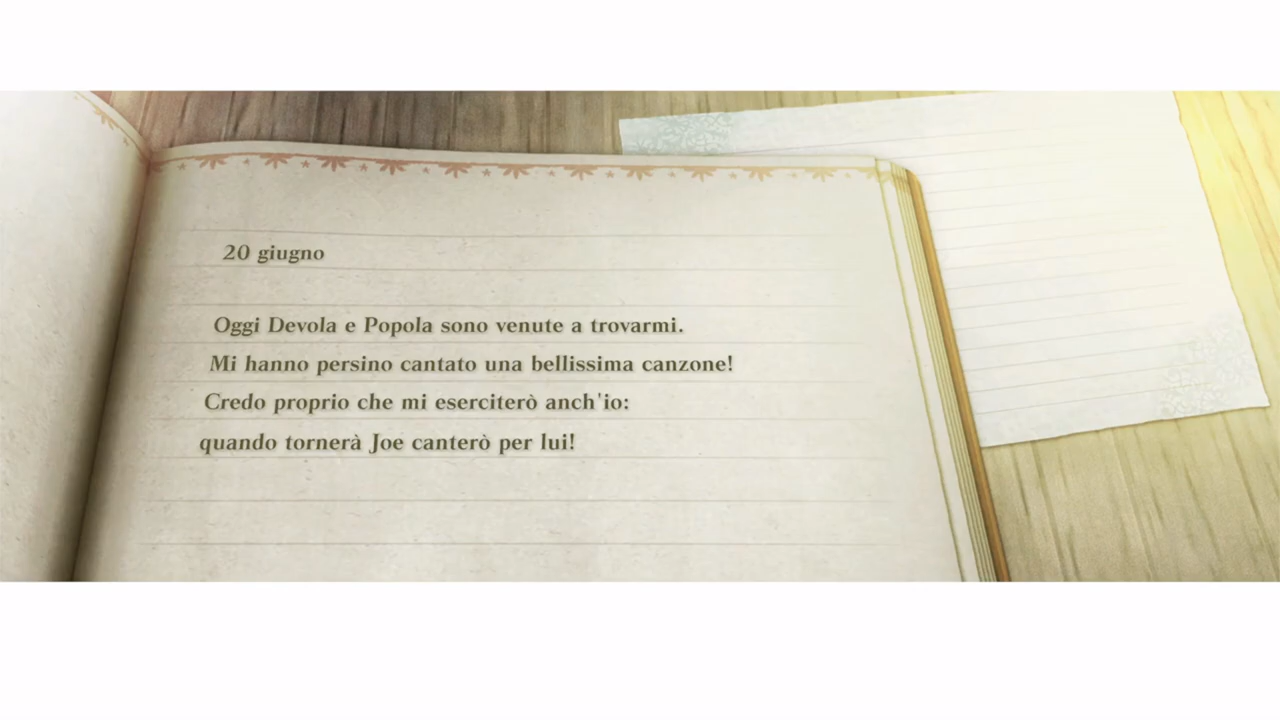 20 giugno
Oggi Devola e Popola sono venute a trovarmi.
Mi hanno persino cantato una bellissima canzone!
Credo proprio che mi eserciterò anch'io:
quando tornerà Joe canterò per lui!